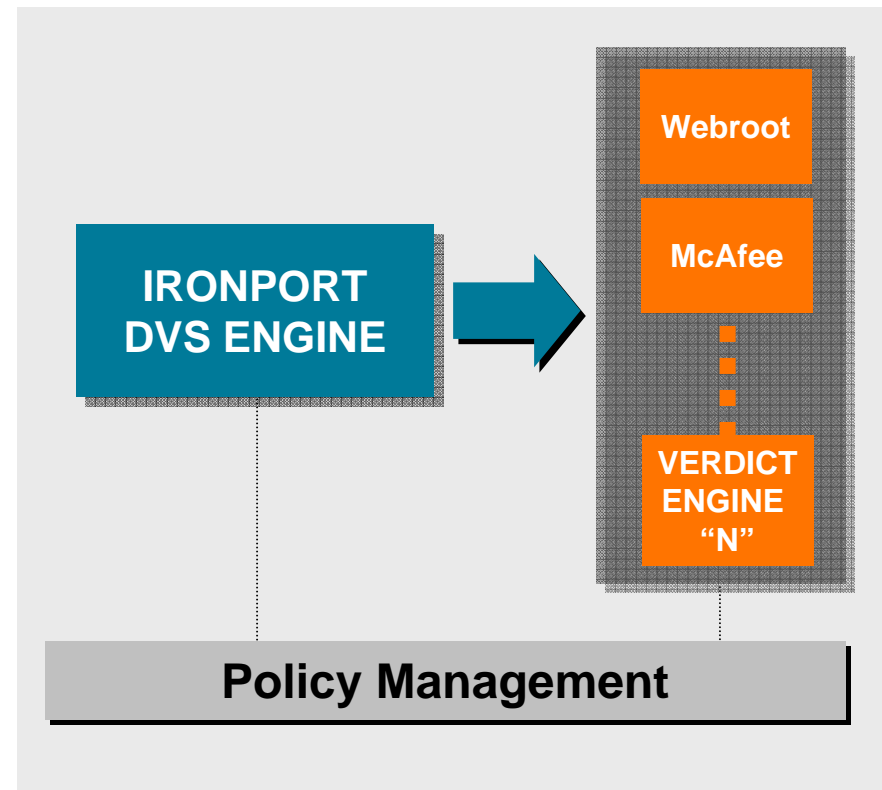 Webroot
McAfee
IRONPORT
DVS ENGINE
VERDICT
ENGINE
“N”
Policy Management